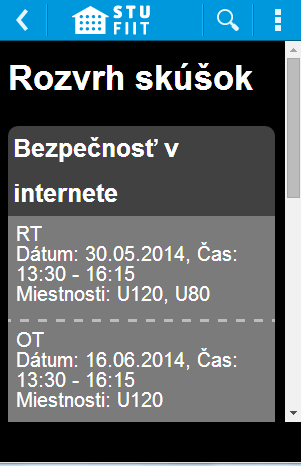 STU
FIIT
Rozvrh skúšok
Bezpečnosť v
internete
RT
Dátum: 30.05.2014, Čas:
13:30 - 16:15
Miestnosti: U120, U80
OT
Dátum: 16.06.2014, Čas:
13:30 - 16:15
Miestnosti: U120